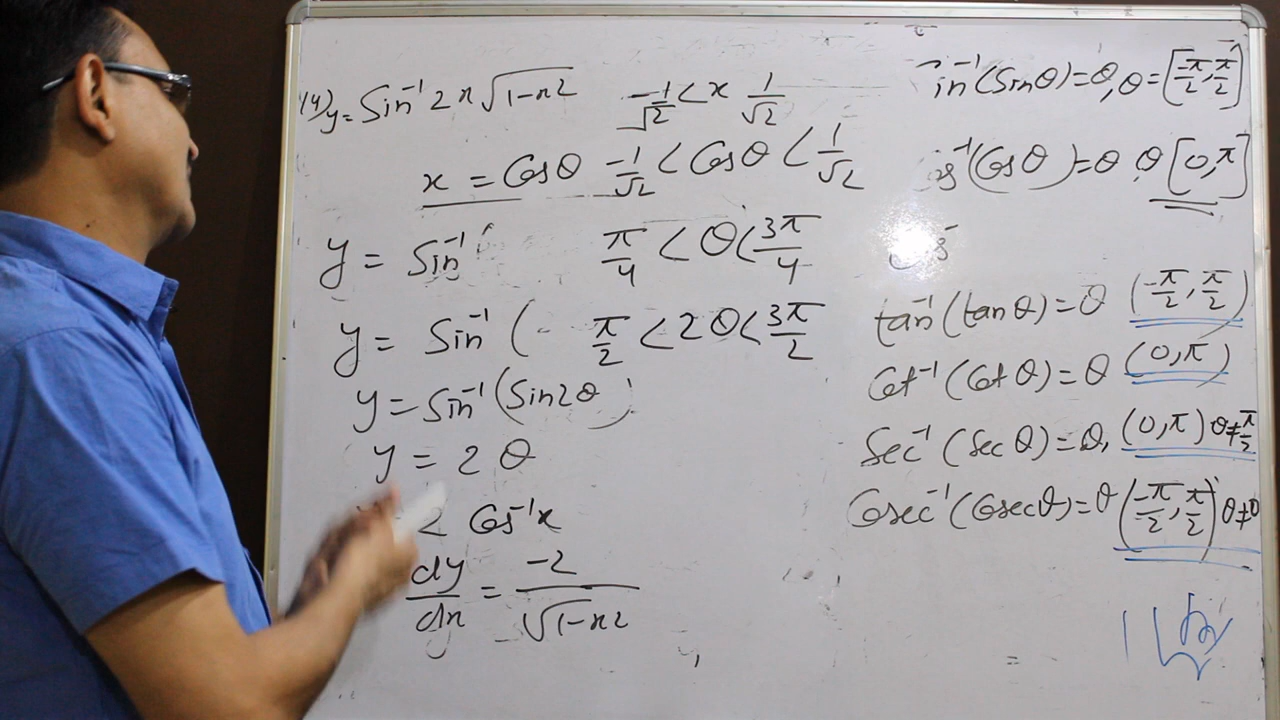 14) y = Sin⁻¹ 2x√1-x² -1/√2 < x 1/√2
x = Cosθ -1/√2 < Cosθ < 1/√2
y = Sin⁻¹ π/4 < θ < 3π/4
y = Sin⁻¹ ( π/2 < 2θ < 3π/2
y = Sin⁻¹ (Sin2θ)
y = 2θ
2 Cos⁻¹x
dy/dx = -2/√1-x²
in⁻¹(Sinθ) = θ, θ = [-π/2, π/2]
os⁻¹(Cosθ) = θ θ [0, π]
tan⁻¹(tanθ) = θ (-π/2, π/2)
Cot⁻¹(Cotθ) = θ (0, π)
Sec⁻¹(secθ) = θ, (0, π) θ≠π/2
Cosec⁻¹(Cosecθ) = θ (-π/2, π/2) θ≠0